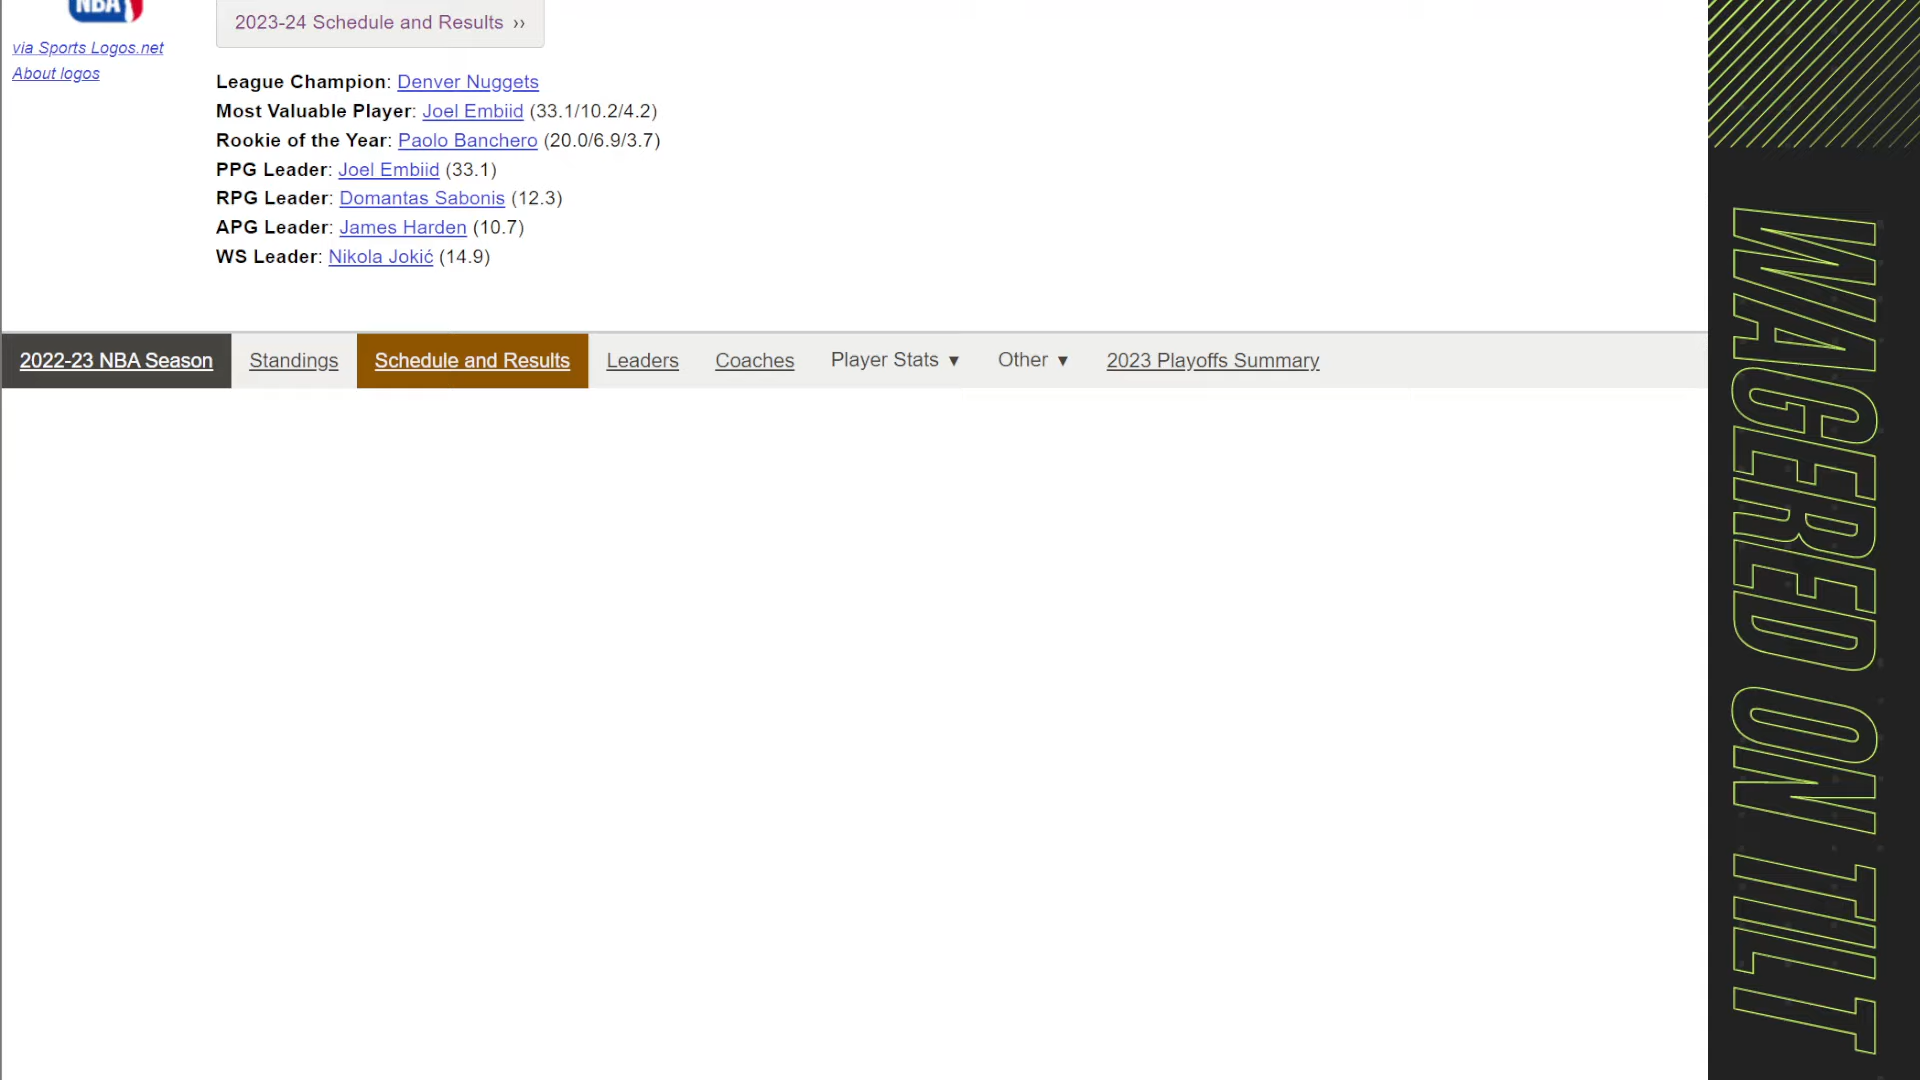 NBA
2023-24 Schedule and Results ››
via Sports Logos.net
About logos
League Champion: Denver Nuggets
Most Valuable Player: Joel Embiid (33.1/10.2/4.2)
Rookie of the Year: Paolo Banchero (20.0/6.9/3.7)
PPG Leader: Joel Embiid (33.1)
RPG Leader: Domantas Sabonis (12.3)
APG Leader: James Harden (10.7)
WS Leader: Nikola Jokić (14.9)
2022-23 NBA Season Standings Schedule and Results Leaders Coaches Player Stats ▼ Other ▼ 2023 Playoffs Summary
WAGERED ON TILT